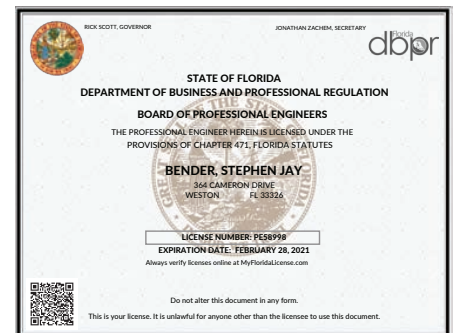 RICK SCOTT, GOVERNOR
JONATHAN ZACHEM, SECRETARY
Florida
dbpr
STATE OF FLORIDA
DEPARTMENT OF BUSINESS AND PROFESSIONAL REGULATION
BOARD OF PROFESSIONAL ENGINEERS
THE PROFESSIONAL ENGINEER HEREIN IS LICENSED UNDER THE
PROVISIONS OF CHAPTER 471, FLORIDA STATUTES
BENDER, STEPHEN JAY
364 CAMERON DRIVE
WESTON FL 33326
LICENSE NUMBER: PE58998
EXPIRATION DATE: FEBRUARY 28, 2021
Always verify licenses online at MyFloridaLicense.com
Do not alter this document in any form.
This is your license. It is unlawful for anyone other than the licensee to use this document.